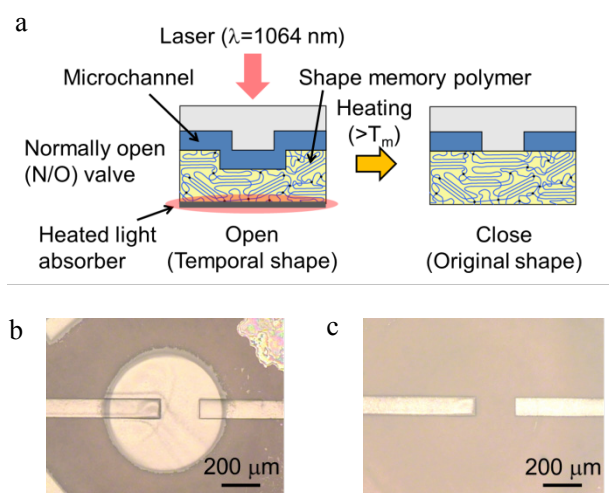 a
Laser (λ=1064 nm)
Microchannel
Shape memory polymer
Heating
(>Tm)
Normally open
(N/O) valve
Heated light
absorber
Open
(Temporal shape)
Close
(Original shape)
b
c
200 μm
200 μm